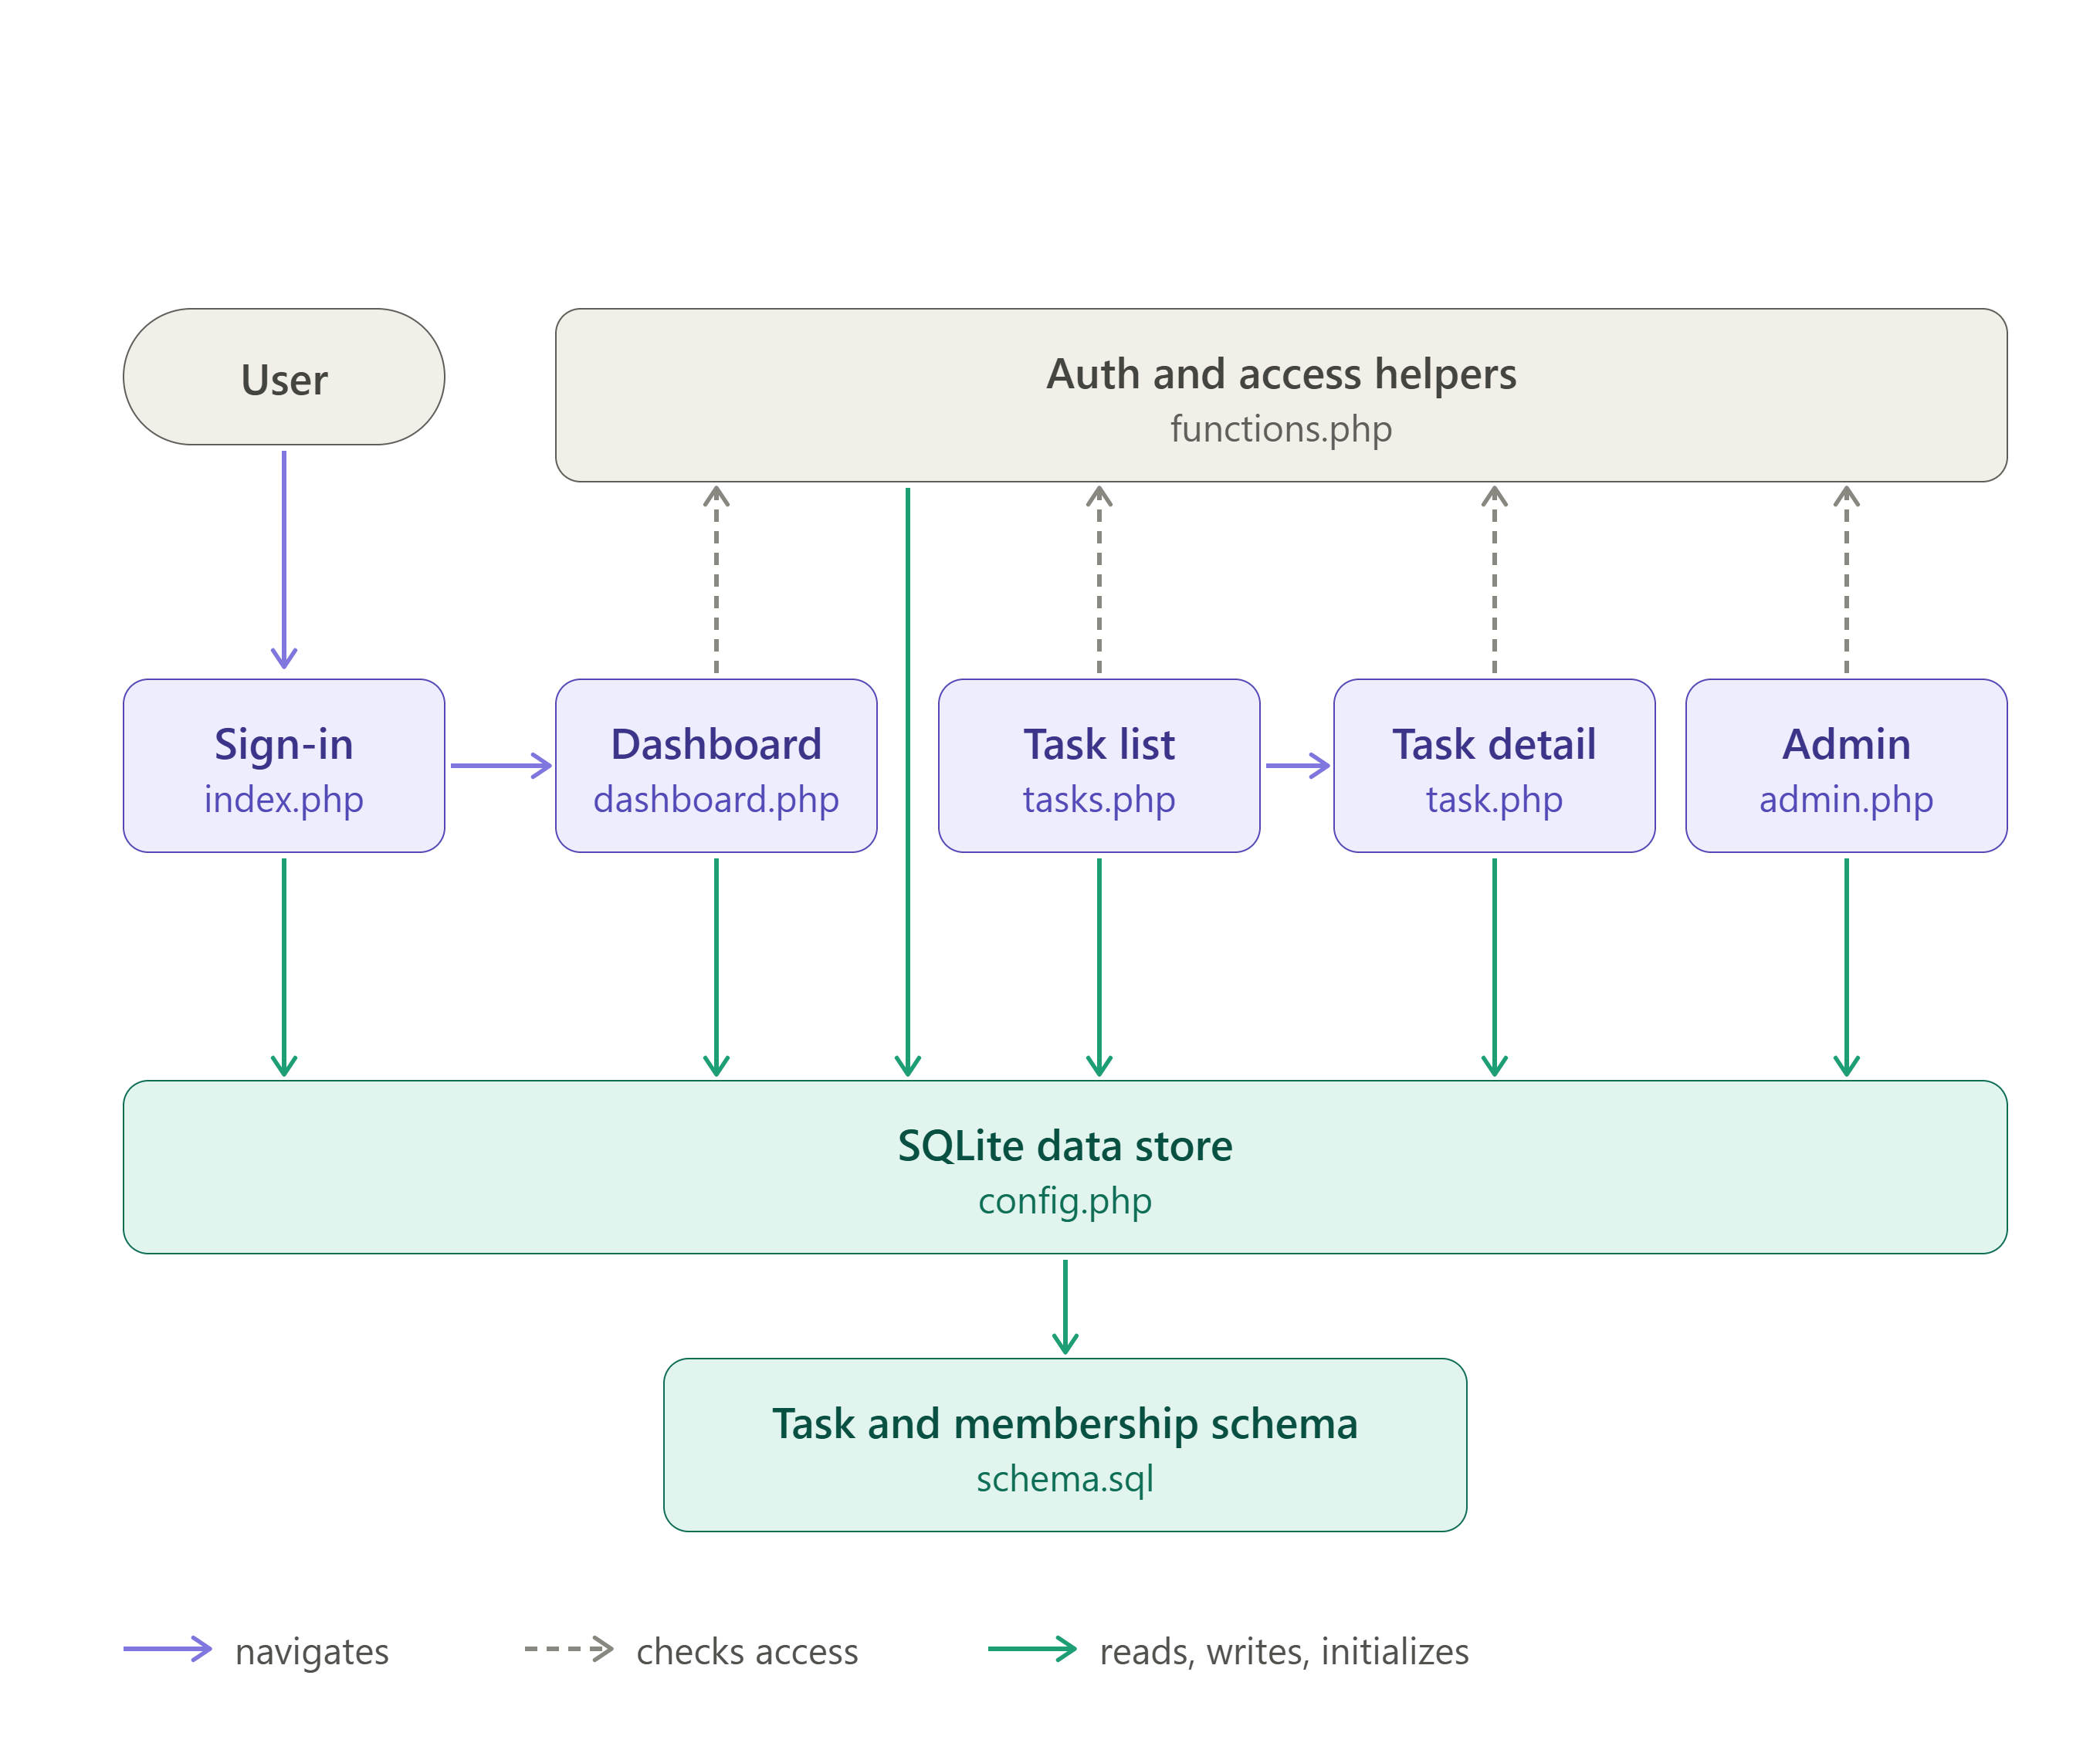 User
Auth and access helpers
functions.php
Sign-in
index.php
Dashboard
dashboard.php
Task list
tasks.php
Task detail
task.php
Admin
admin.php
SQLite data store
config.php
Task and membership schema
schema.sql
navigates
checks access
reads, writes, initializes